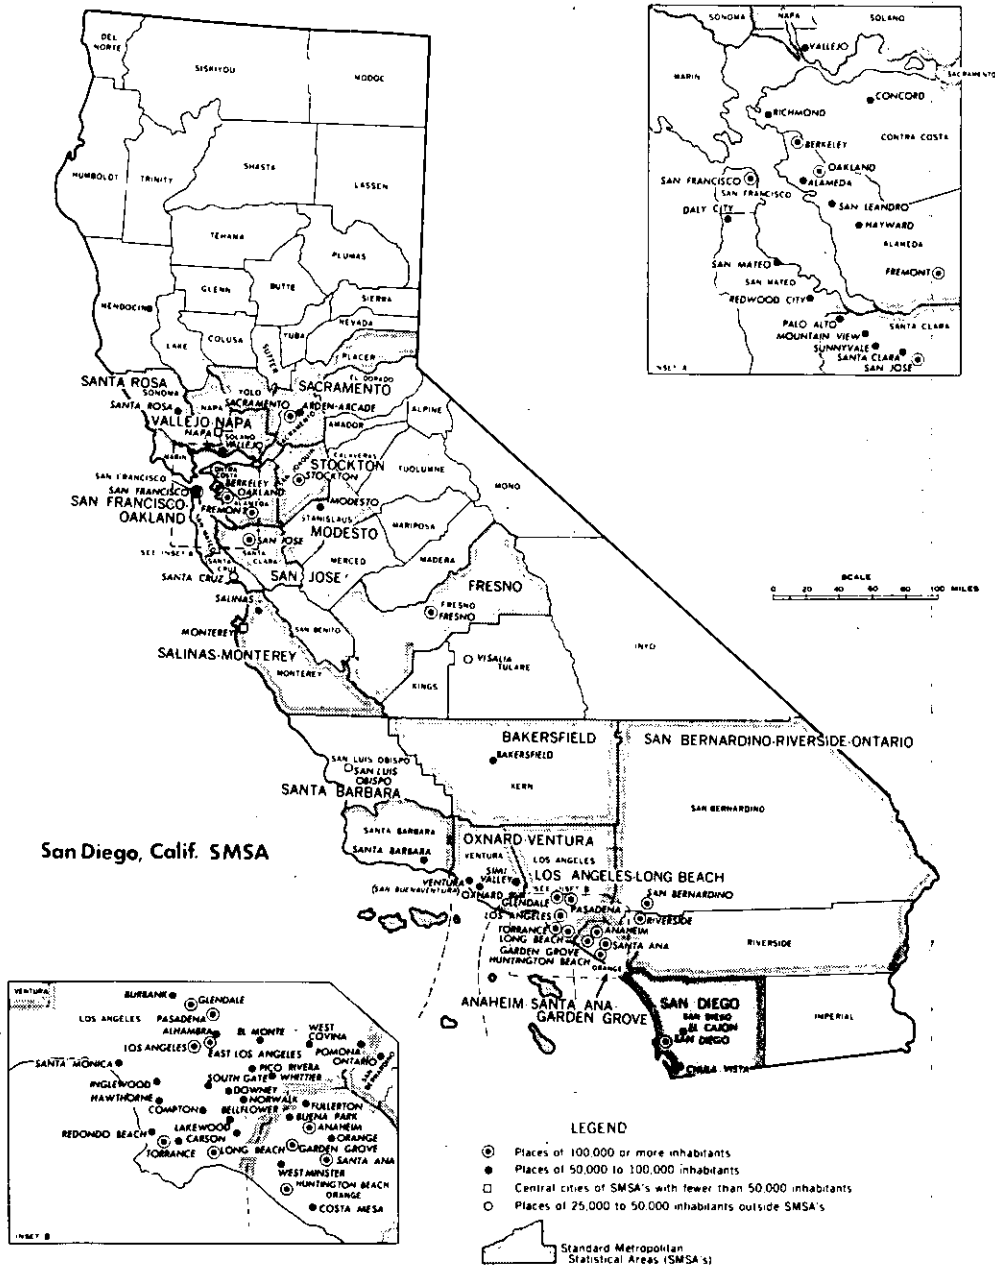 DEL
NORTE
SISKIYOU
MODOC
HUMBOLDT
TRINITY
SHASTA
LASSEN
TEHAMA
PLUMAS
GLENN
BUTTE
SIERRA
MENDOCINO
NEVADA
LAKE
COLUSA
SUTTER
YUBA
PLACER
SANTA ROSA
SONOMA
SANTA ROSA
NAPA
YOLO
EL DORADO
SACRAMENTO
SACRAMENTO
ARDEN-ARCADE
SACRAMENTO
ALPINE
AMADOR
VALLEJO-NAPA
NAPA
SOLANO
VALLEJO
MARIN
CALAVERAS
SAN JOAQUIN
STOCKTON
STOCKTON
TUOLUMNE
MONO
SAN FRANCISCO
SAN FRANCISCO
SAN FRANCISCO-
OAKLAND
CONTRA
COSTA
BERKELEY
OAKLAND
ALAMEDA
FREMONT
SAN MATEO
MODESTO
STANISLAUS
MODESTO
MARIPOSA
SEE INSET B
SAN JOSE
SANTA
CLARA
SAN JOSE
MERCED
MADERA
SANTA
CRUZ
SANTA CRUZ
SALINAS
MONTEREY
SALINAS-MONTEREY
MONTEREY
SAN BENITO
FRESNO
FRESNO
FRESNO
VISALIA
TULARE
KINGS
INYO
SCALE
0 20 40 60 80 100 MILES
BAKERSFIELD
BAKERSFIELD
KERN
SAN BERNARDINO-RIVERSIDE-ONTARIO
SAN BERNARDINO
SAN LUIS OBISPO
SAN LUIS
OBISPO
SANTA BARBARA
SANTA BARBARA
SANTA BARBARA
San Diego, Calif. SMSA
OXNARD-VENTURA
VENTURA
SIMI
VALLEY
LOS ANGELES
LOS ANGELES-LONG BEACH
VENTURA
(SAN BUENAVENTURA)
OXNARD
SEE INSET B
GLENDALE
PASADENA
SAN BERNARDINO
LOS ANGELES
RIVERSIDE
TORRANCE
ANAHEIM
LONG BEACH
SANTA ANA
GARDEN GROVE
HUNTINGTON BEACH
ORANGE
RIVERSIDE
ANAHEIM-SANTA ANA-
GARDEN GROVE
SAN DIEGO
SAN DIEGO
EL CAJON
SAN DIEGO
CHULA VISTA
IMPERIAL
SONOMA
NAPA
SOLANO
VALLEJO
MARIN
SACRAMENTO
CONCORD
RICHMOND
CONTRA COSTA
BERKELEY
OAKLAND
SAN FRANCISCO
ALAMEDA
SAN FRANCISCO
SAN LEANDRO
DALY CITY
HAYWARD
ALAMEDA
SAN MATEO
FREMONT
SAN MATEO
REDWOOD CITY
PALO ALTO
SANTA CLARA
MOUNTAIN VIEW
SUNNYVALE
SANTA CLARA
SAN JOSE
INSET A
VENTURA
BURBANK
GLENDALE
LOS ANGELES
PASADENA
ALHAMBRA
EL MONTE
WEST
COVINA
LOS ANGELES
EAST LOS ANGELES
POMONA
ONTARIO
SANTA MONICA
PICO RIVERA
SAN
BERNARDINO
SOUTH GATE
WHITTIER
INGLEWOOD
DOWNEY
HAWTHORNE
NORWALK
FULLERTON
COMPTON
BELLFLOWER
BUENA PARK
ANAHEIM
REDONDO BEACH
LAKEWOOD
CARSON
ORANGE
TORRANCE
LONG BEACH
GARDEN GROVE
SANTA ANA
WESTMINSTER
HUNTINGTON BEACH
ORANGE
COSTA MESA
INSET B
LEGEND
Places of 100,000 or more inhabitants
Places of 50,000 to 100,000 inhabitants
Central cities of SMSA's with fewer than 50,000 inhabitants
Places of 25,000 to 50,000 inhabitants outside SMSA's
Standard Metropolitan
Statistical Areas (SMSA's)